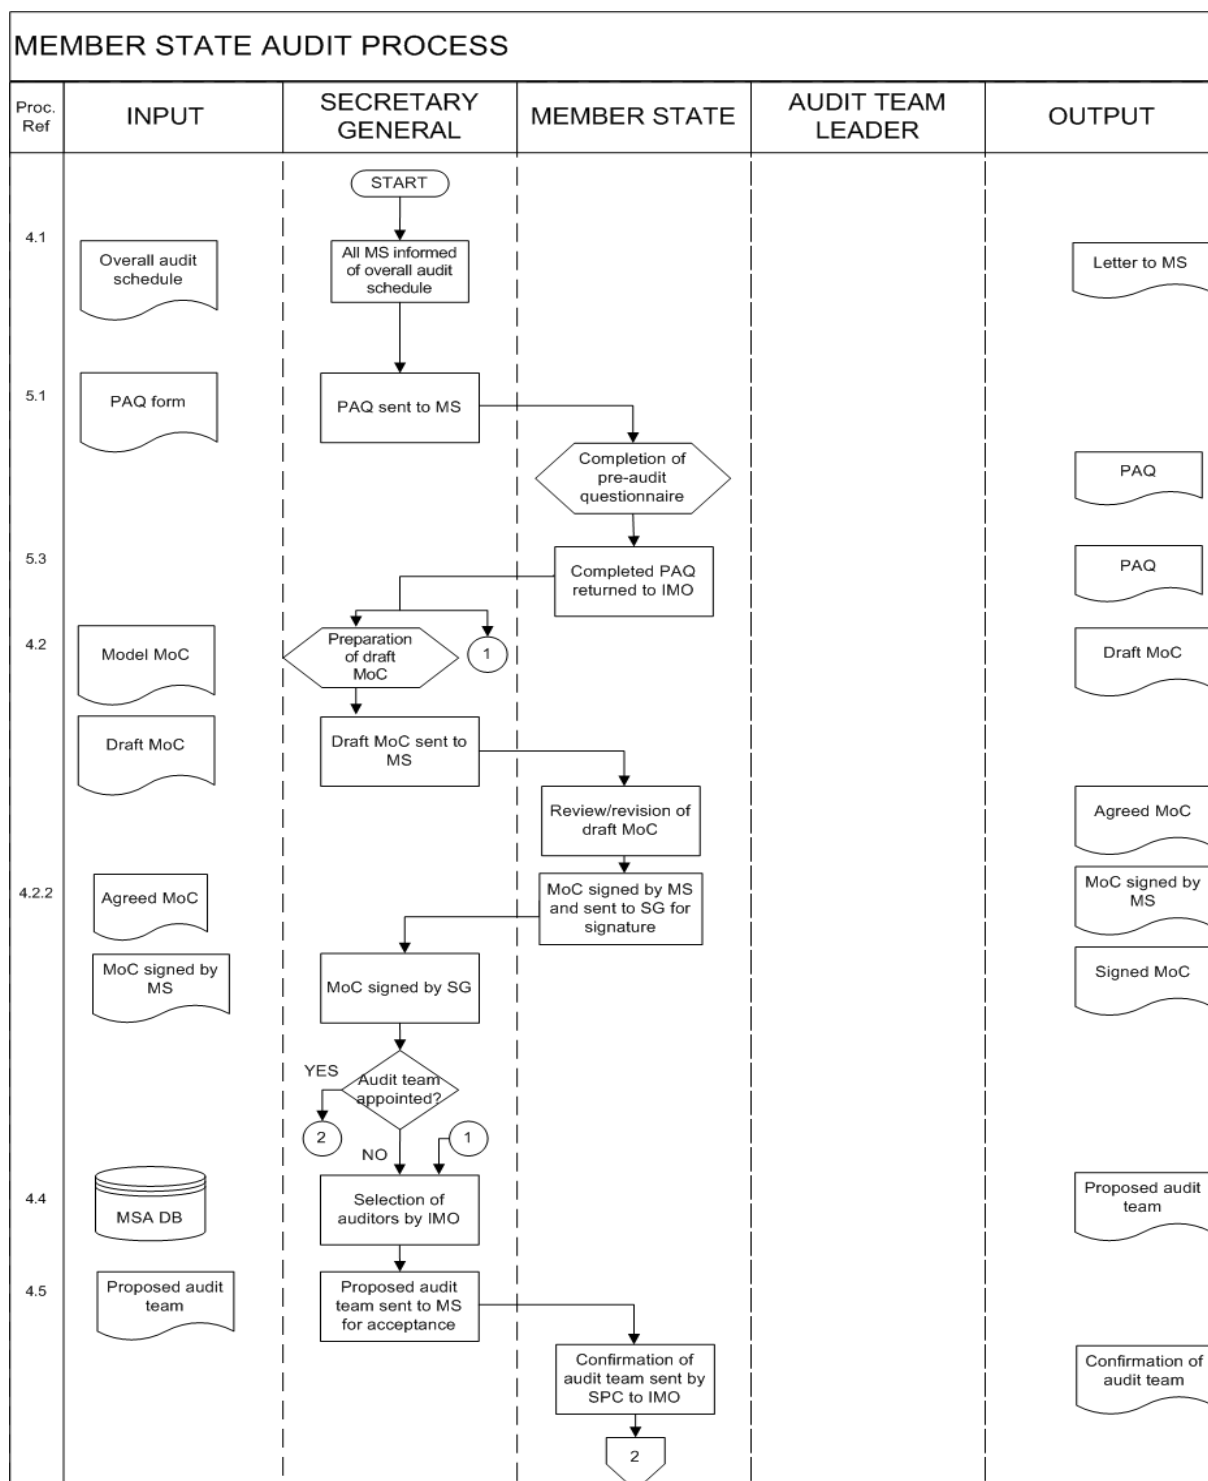 MEMBER STATE AUDIT PROCESS
Proc.
Ref
INPUT
SECRETARY
GENERAL
MEMBER STATE
AUDIT TEAM
LEADER
OUTPUT
START
4.1
Overall audit
schedule
All MS informed
of overall audit
schedule
Letter to MS
5.1
PAQ form
PAQ sent to MS
Completion of
pre-audit
questionnaire
PAQ
5.3
Completed PAQ
returned to IMO
PAQ
4.2
Model MoC
Preparation
of draft
MoC
1
Draft MoC
Draft MoC
Draft MoC sent to
MS
Review/revision of
draft MoC
Agreed MoC
4.2.2
Agreed MoC
MoC signed by MS
and sent to SG for
signature
MoC signed by
MS
MoC signed by
MS
MoC signed by SG
Signed MoC
YES
Audit team
appointed?
2
NO
1
4.4
MSA DB
Selection of
auditors by IMO
Proposed audit
team
4.5
Proposed audit
team
Proposed audit
team sent to MS
for acceptance
Confirmation of
audit team sent by
SPC to IMO
Confirmation of
audit team
2